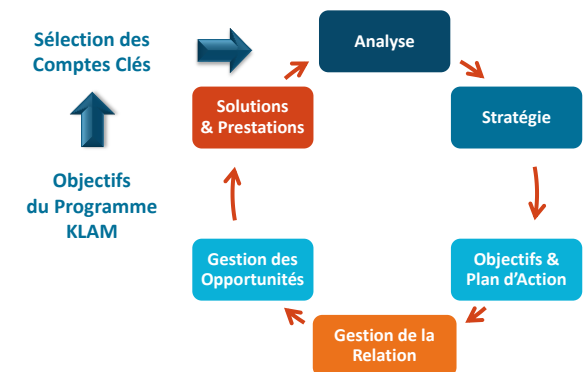 Sélection des
Comptes Clés
Objectifs
du Programme
KLAM
Analyse
Stratégie
Objectifs &
Plan d'Action
Gestion de la
Relation
Gestion des
Opportunités
Solutions
& Prestations